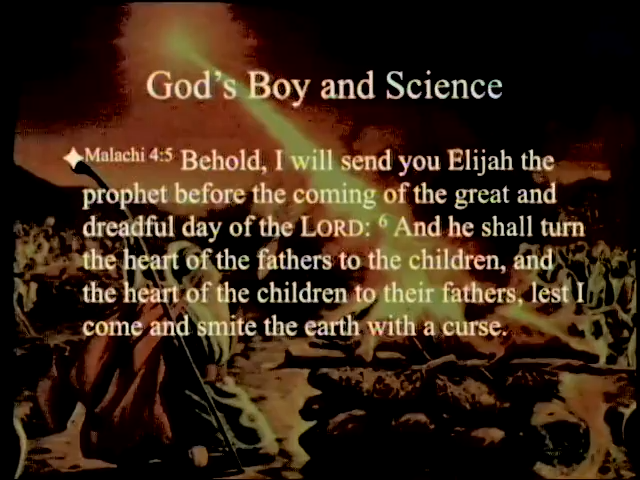 God's Boy and Science
Malachi 4:5 Behold, I will send you Elijah the
prophet before the coming of the great and
dreadful day of the LORD: 6 And he shall turn
the heart of the fathers to the children, and
the heart of the children to their fathers, lest I
come and smite the earth with a curse.